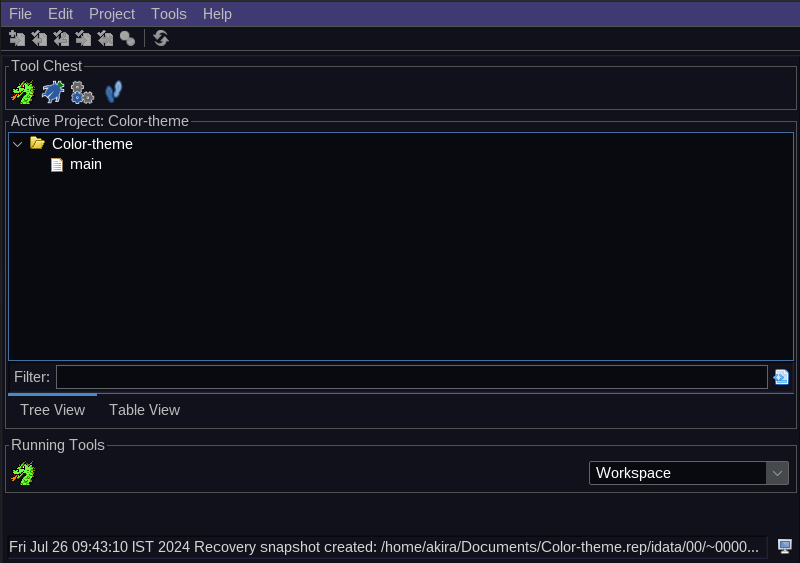 File Edit Project Tools Help
Tool Chest
Active Project: Color-theme
Color-theme
main
Filter:
Tree View Table View
Running Tools
Workspace
Fri Jul 26 09:43:10 IST 2024 Recovery snapshot created: /home/akira/Documents/Color-theme.rep/idata/00/~0000...